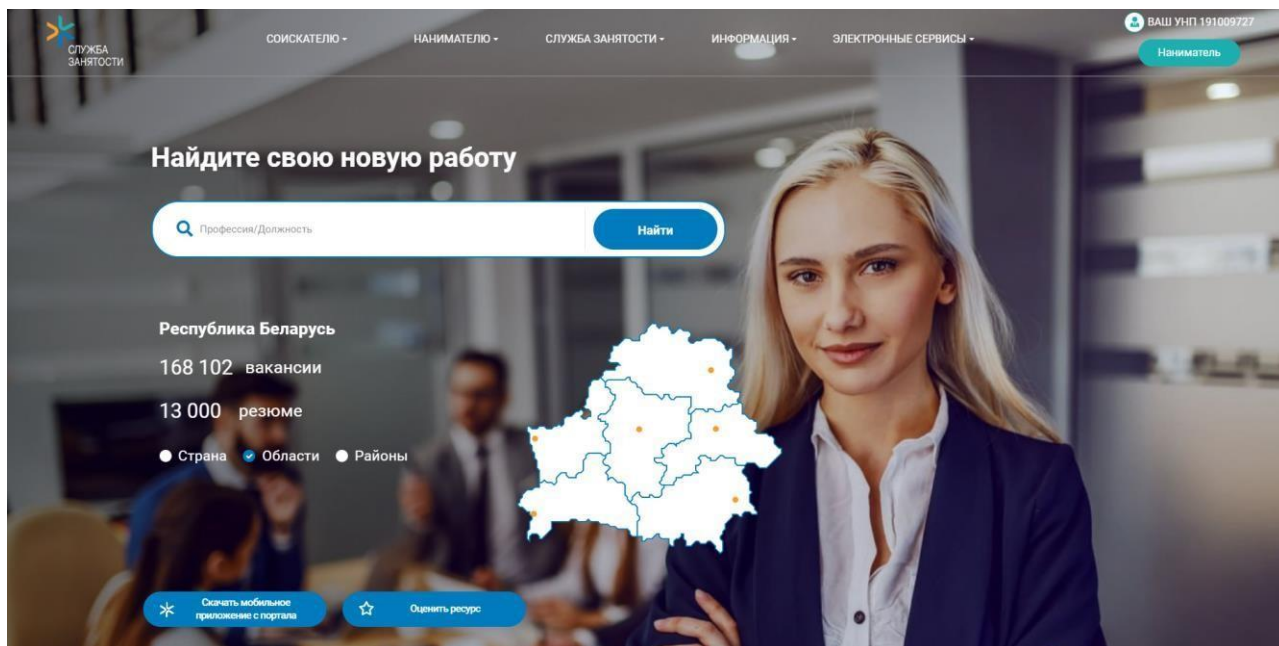 СЛУЖБА
ЗАНЯТОСТИ
СОИСКАТЕЛЮ
НАНИМАТЕЛЮ
СЛУЖБА ЗАНЯТОСТИ
ИНФОРМАЦИЯ
ЭЛЕКТРОННЫЕ СЕРВИСЫ
ВАШ УНП 191009727
Наниматель
Найдите свою новую работу
Профессия/Должность
Найти
Республика Беларусь
168 102 вакансии
13 000 резюме
Страна Области Районы
Скачать мобильное
приложение с портала
Оценить ресурс